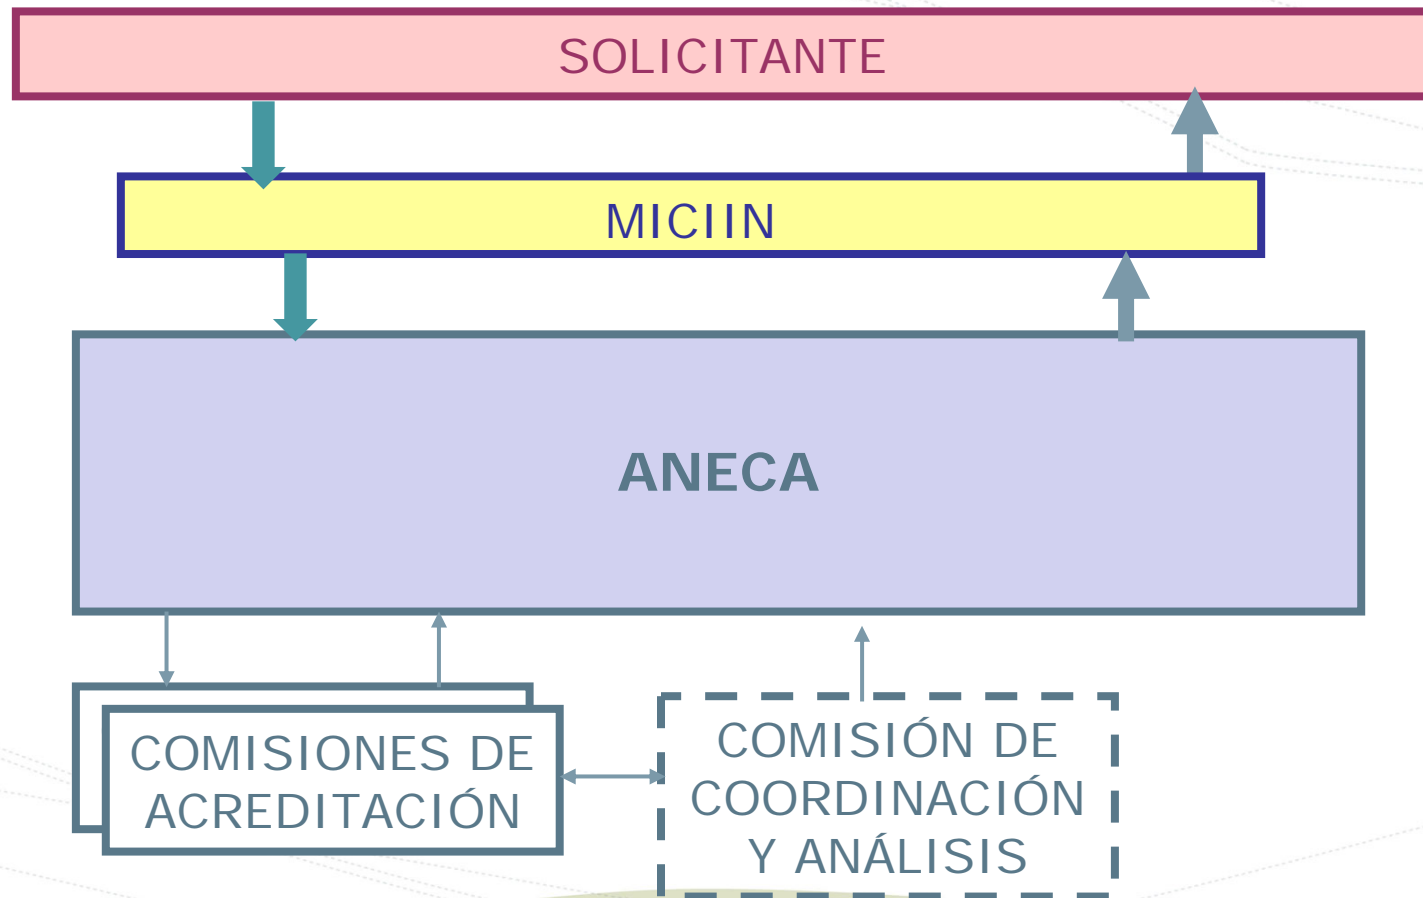 SOLICITANTE
MICIIN
ANECA
COMISIONES DE
ACREDITACIÓN
COMISIÓN DE
COORDINACIÓN
Y ANÁLISIS